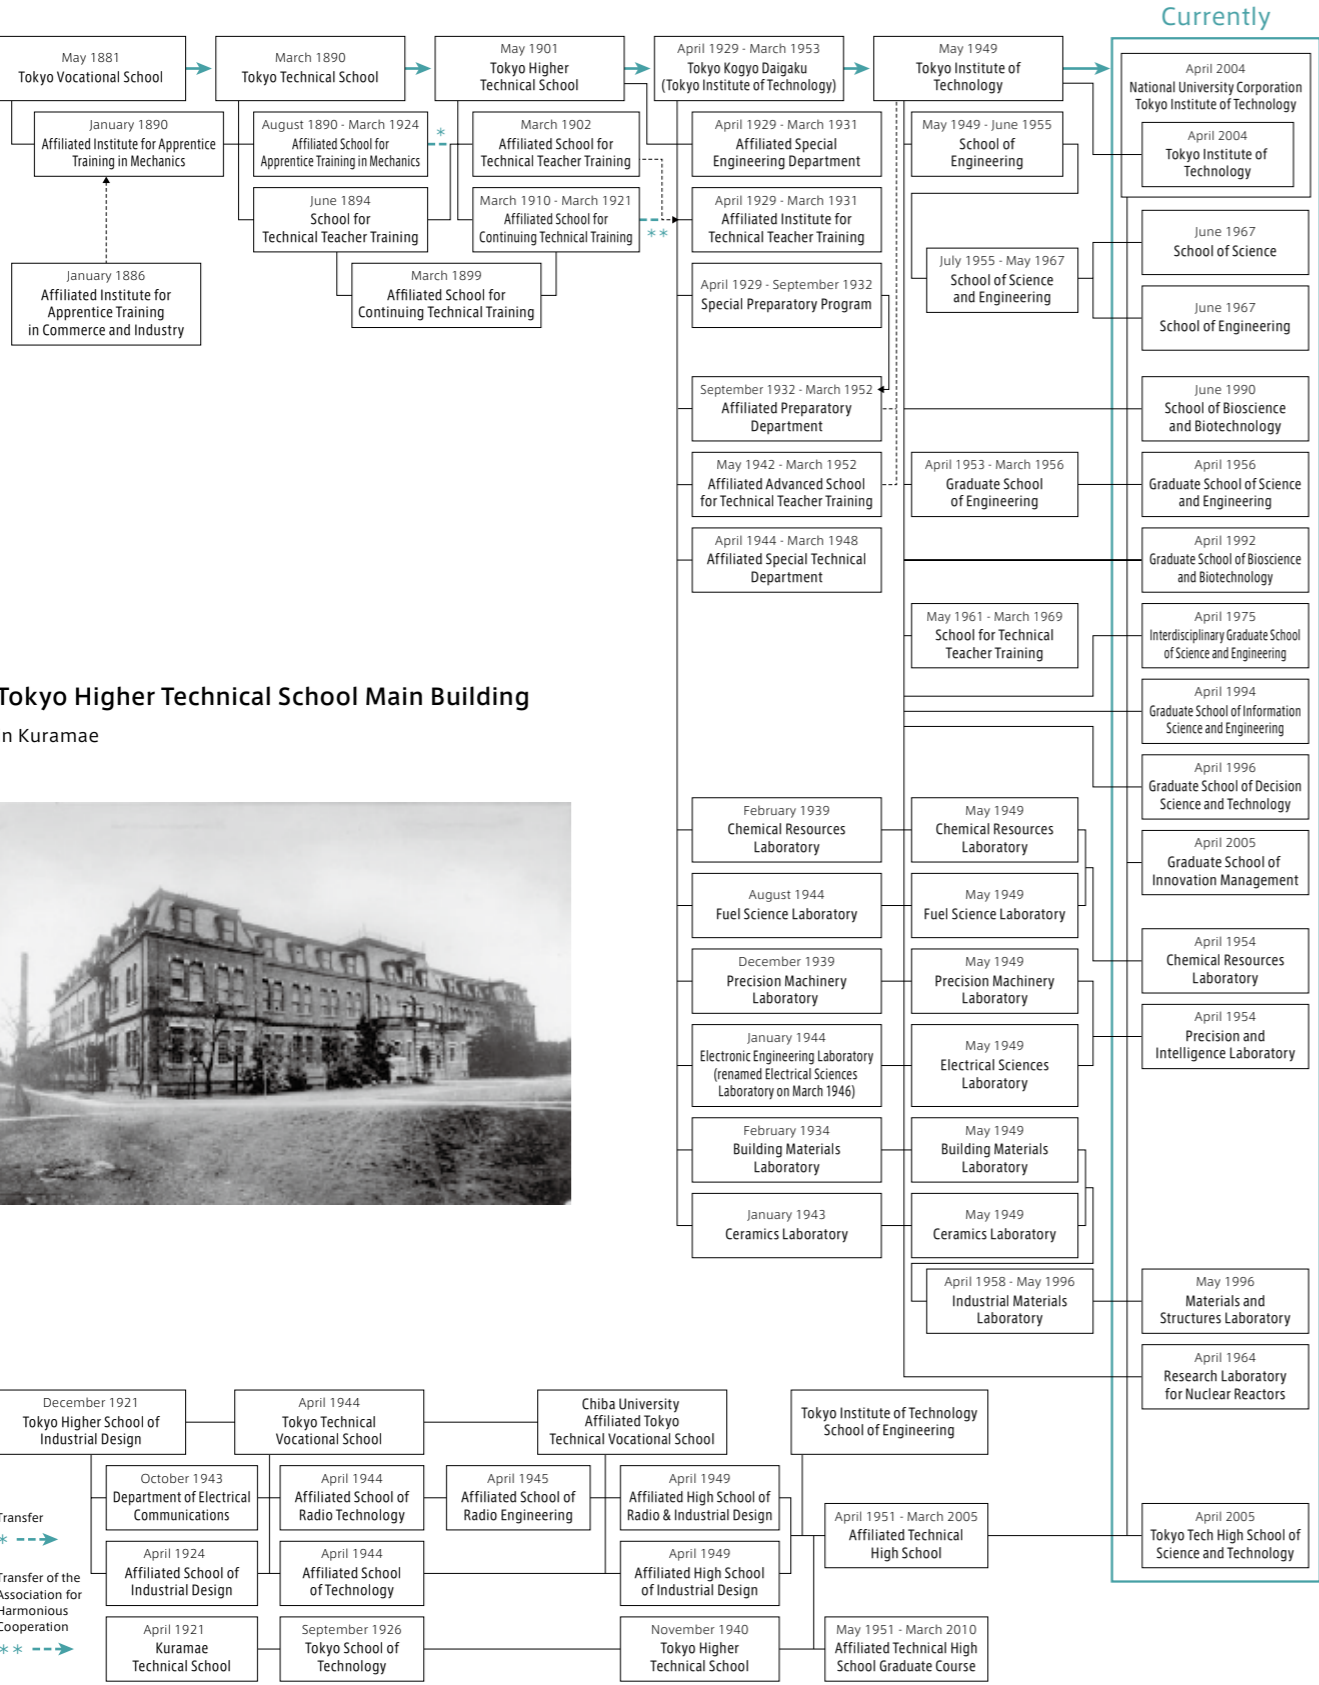 Currently
May 1881
Tokyo Vocational School
March 1890
Tokyo Technical School
May 1901
Tokyo Higher
Technical School
April 1929 - March 1953
Tokyo Kogyo Daigaku
(Tokyo Institute of Technology)
May 1949
Tokyo Institute of
Technology
April 2004
National University Corporation
Tokyo Institute of Technology
April 2004
Tokyo Institute of
Technology
January 1890
Affiliated Institute for Apprentice
Training in Mechanics
August 1890 - March 1924
Affiliated School for
Apprentice Training in Mechanics
*
March 1902
Affiliated School for
Technical Teacher Training
April 1929 - March 1931
Affiliated Special
Engineering Department
May 1949 - June 1955
School of
Engineering
June 1894
School for
Technical Teacher Training
March 1910 - March 1921
Affiliated School for
Continuing Technical Training
**
April 1929 - March 1931
Affiliated Institute for
Technical Teacher Training
June 1967
School of Science
January 1886
Affiliated Institute for
Apprentice Training
in Commerce and Industry
March 1899
Affiliated School for
Continuing Technical Training
April 1929 - September 1932
Special Preparatory Program
July 1955 - May 1967
School of Science
and Engineering
June 1967
School of Engineering
September 1932 - March 1952
Affiliated Preparatory
Department
June 1990
School of Bioscience
and Biotechnology
May 1942 - March 1952
Affiliated Advanced School
for Technical Teacher Training
April 1953 - March 1956
Graduate School
of Engineering
April 1956
Graduate School of Science
and Engineering
April 1944 - March 1948
Affiliated Special Technical
Department
April 1992
Graduate School of Bioscience
and Biotechnology
May 1961 - March 1969
School for Technical
Teacher Training
April 1975
Interdisciplinary Graduate School
of Science and Engineering
April 1994
Graduate School of Information
Science and Engineering
April 1996
Graduate School of Decision
Science and Technology
Tokyo Higher Technical School Main Building
in Kuramae
February 1939
Chemical Resources
Laboratory
May 1949
Chemical Resources
Laboratory
April 2005
Graduate School of
Innovation Management
August 1944
Fuel Science Laboratory
May 1949
Fuel Science Laboratory
April 1954
Chemical Resources
Laboratory
December 1939
Precision Machinery
Laboratory
May 1949
Precision Machinery
Laboratory
April 1954
Precision and
Intelligence Laboratory
January 1944
Electronic Engineering Laboratory
(renamed Electrical Sciences
Laboratory on March 1946)
May 1949
Electrical Sciences
Laboratory
February 1934
Building Materials
Laboratory
May 1949
Building Materials
Laboratory
January 1943
Ceramics Laboratory
May 1949
Ceramics Laboratory
April 1958 - May 1996
Industrial Materials
Laboratory
May 1996
Materials and
Structures Laboratory
April 1964
Research Laboratory
for Nuclear Reactors
December 1921
Tokyo Higher School of
Industrial Design
April 1944
Tokyo Technical
Vocational School
Chiba University
Affiliated Tokyo
Technical Vocational School
Tokyo Institute of Technology
School of Engineering
October 1943
Department of Electrical
Communications
April 1944
Affiliated School of
Radio Technology
April 1945
Affiliated School of
Radio Engineering
April 1949
Affiliated High School of
Radio & Industrial Design
April 1951 - March 2005
Affiliated Technical
High School
April 2005
Tokyo Tech High School of
Science and Technology
April 1924
Affiliated School of
Industrial Design
April 1944
Affiliated School
of Technology
April 1949
Affiliated High School
of Industrial Design
April 1921
Kuramae
Technical School
September 1926
Tokyo School of
Technology
November 1940
Tokyo Higher
Technical School
May 1951 - March 2010
Affiliated Technical High
School Graduate Course
Transfer
*
Transfer of the
Association for
Harmonious
Cooperation
**